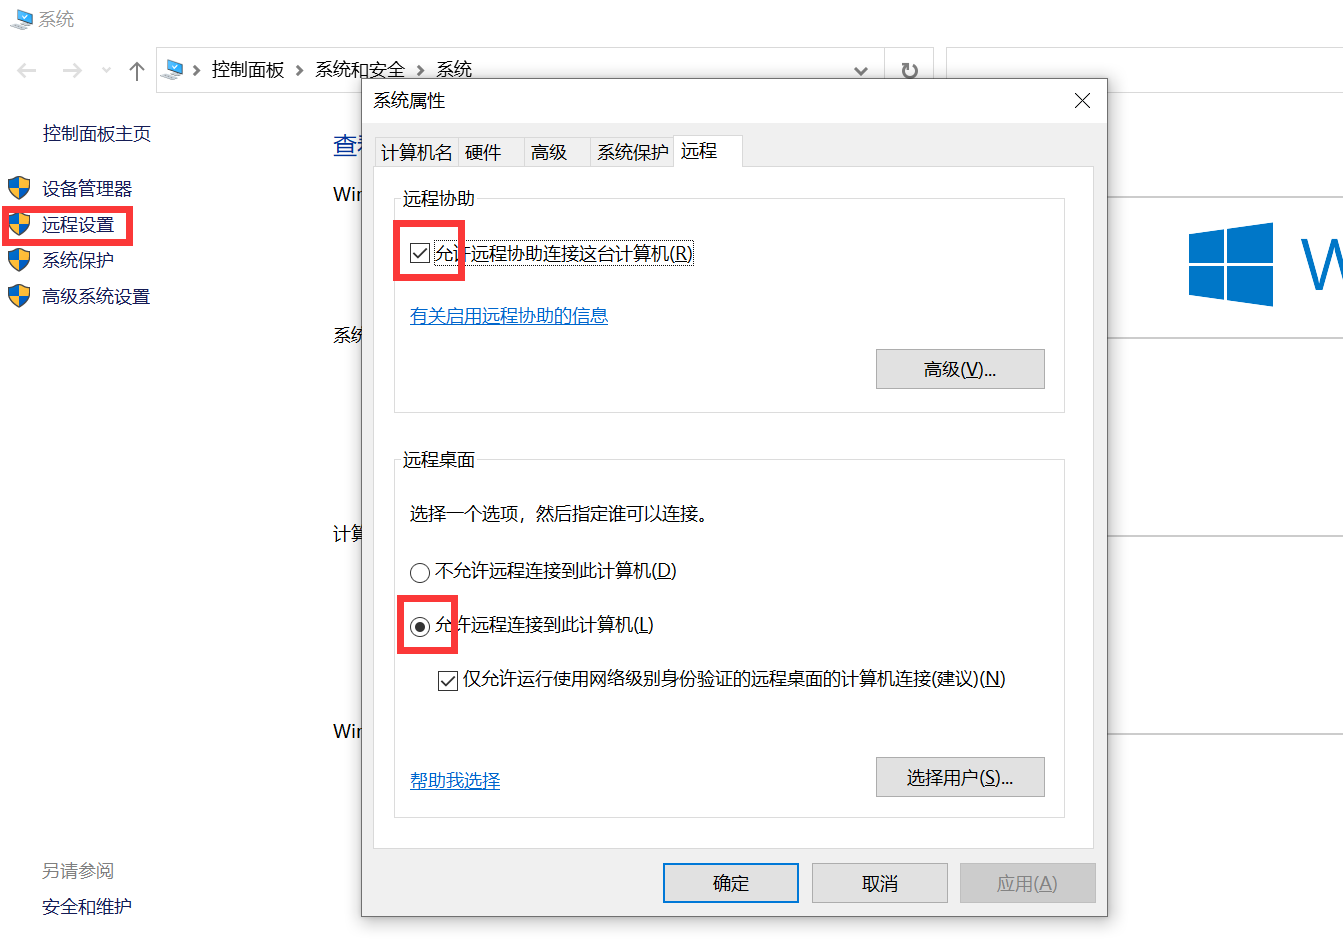 系统
控制面板 > 系统和安全 > 系统
控制面板主页
设备管理器
远程设置
系统保护
高级系统设置
另请参阅
安全和维护
查
Win
系统
计算
Win
W
系统属性
计算机名 硬件 高级 系统保护 远程
远程协助
允许远程协助连接这台计算机(R)
有关启用远程协助的信息
高级(V)...
远程桌面
选择一个选项，然后指定谁可以连接。
不允许远程连接到此计算机(D)
允许远程连接到此计算机(L)
仅允许运行使用网络级别身份验证的远程桌面的计算机连接(建议)(N)
帮助我选择
选择用户(S)...
确定 取消 应用(A)